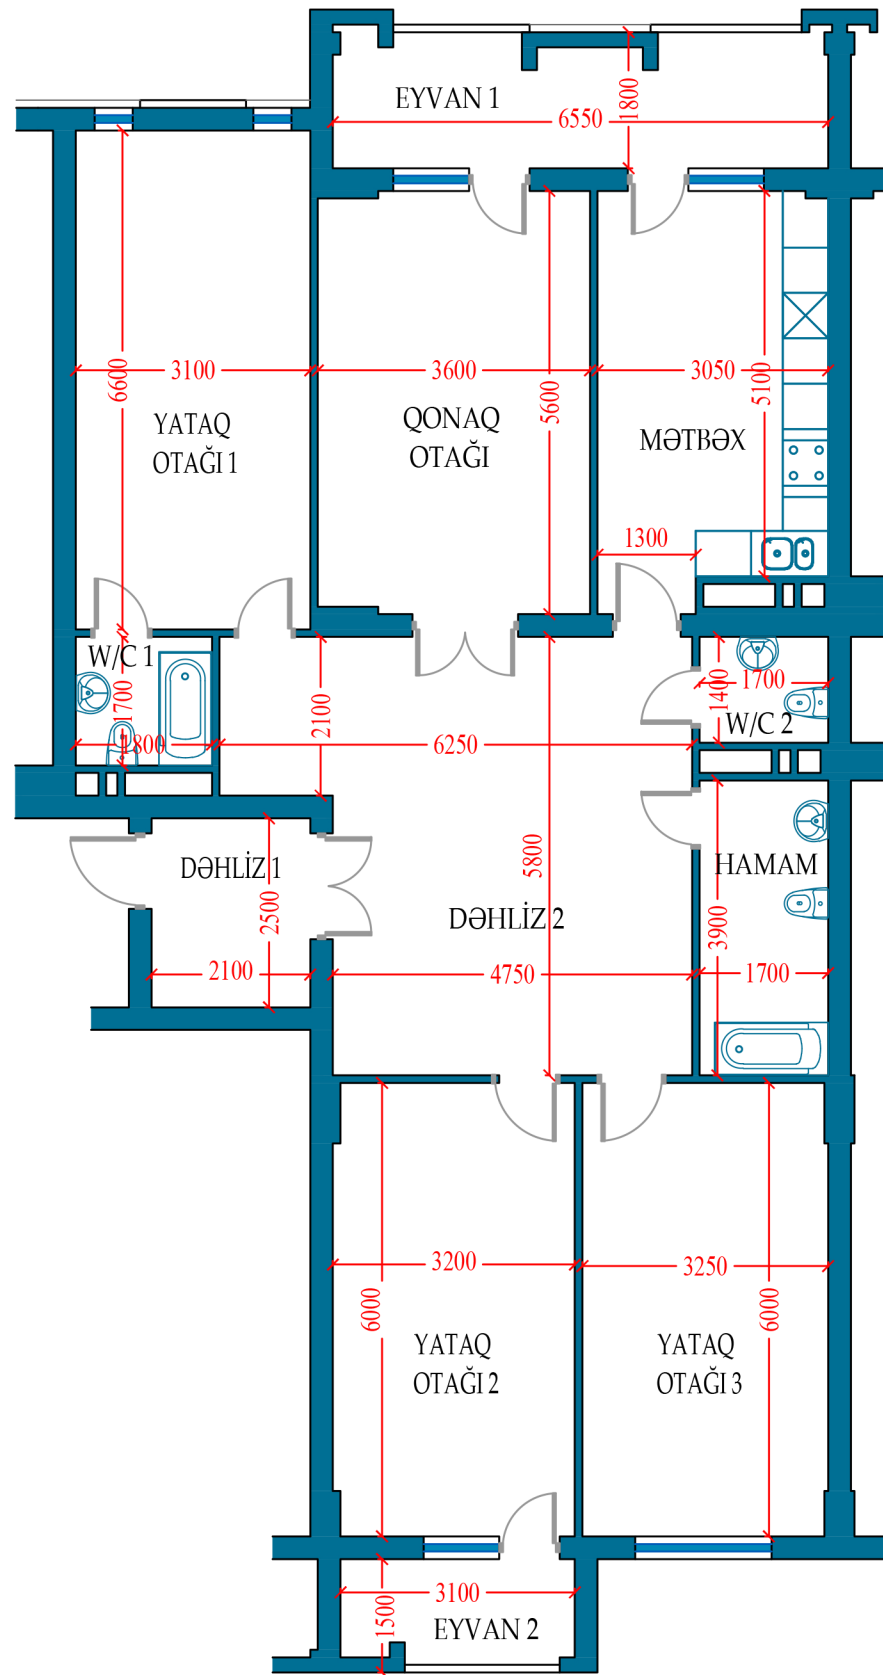 EYVAN 1
1800
6550
6600
3100
3600
3050
5600
5100
YATAQ
OTAĞI 1
QONAQ
OTAĞI
MƏTBƏX
1300
W/C 1
1700
1800
2100
6250
1400
1700
W/C 2
DƏHLİZ 1
2500
2100
5800
DƏHLİZ 2
4750
HAMAM
3900
1700
3200
3250
6000
6000
YATAQ
OTAĞI 2
YATAQ
OTAĞI 3
3100
1500
EYVAN 2